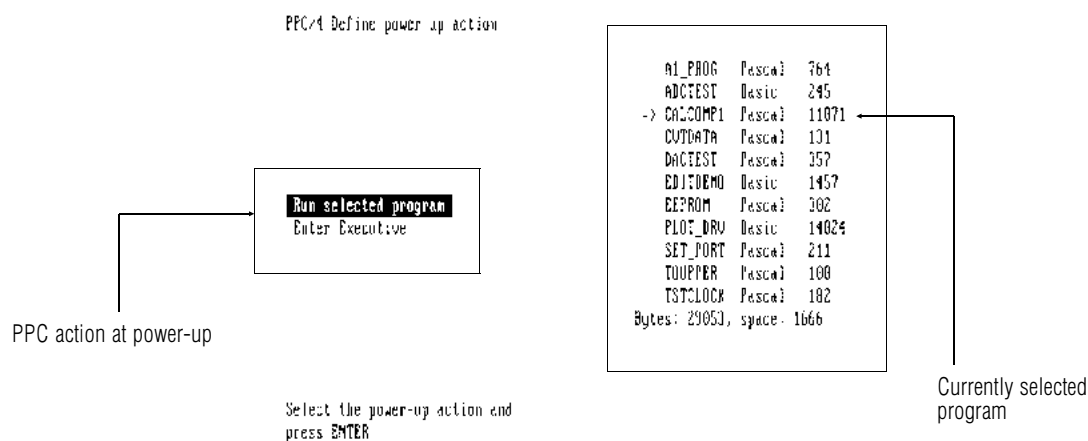 PPC/4 Define power up action
A1_PROG Pascal 764
ADCTEST Basic 245
-> CALCOMP1 Pascal 11071
CVTDATA Pascal 131
DACTEST Pascal 357
EDITDEMO Basic 1457
EEPROM Pascal 302
PLOT_DRV Basic 14024
SET_PORT Pascal 211
TOUPPER Pascal 100
TSTCLOCK Pascal 182
Bytes: 29053, space: 1666
Run selected program
Enter Executive
PPC action at power-up
Currently selected
program
Select the power-up action and
press ENTER